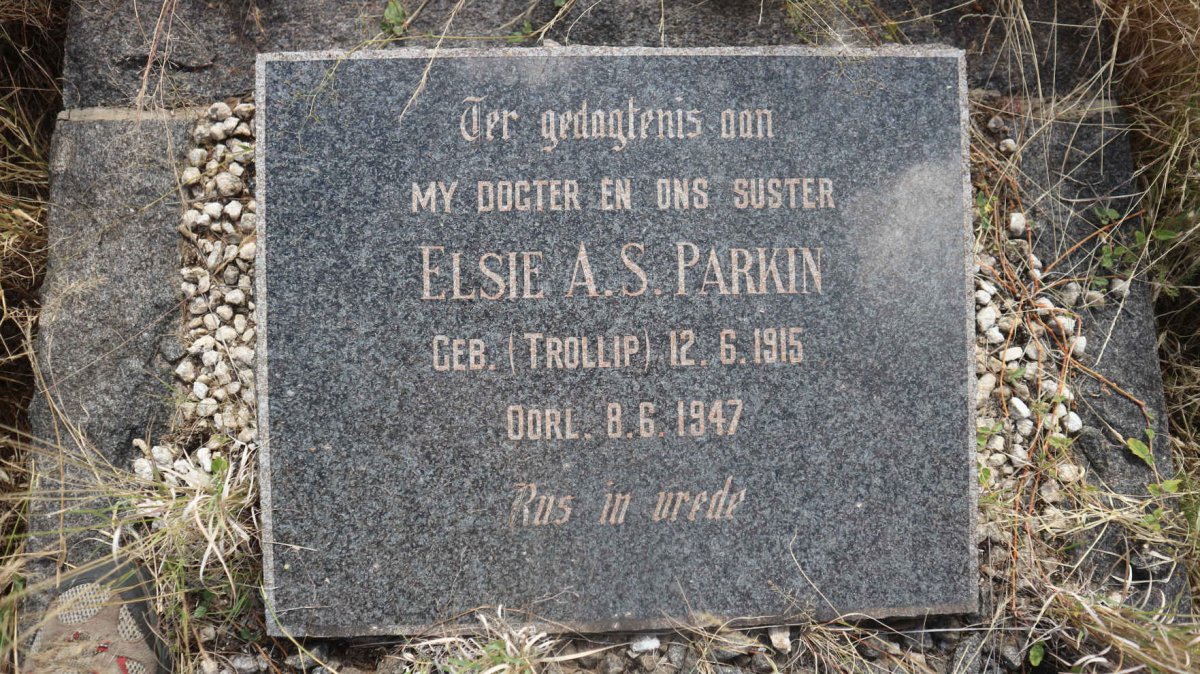 Ter gedagtenis aan
MY DOGTER EN ONS SUSTER
ELSIE A.S. PARKIN
GEB. (TROLLIP) 12. 6. 1915
OORL. 8. 6. 1947
Rus in vrede